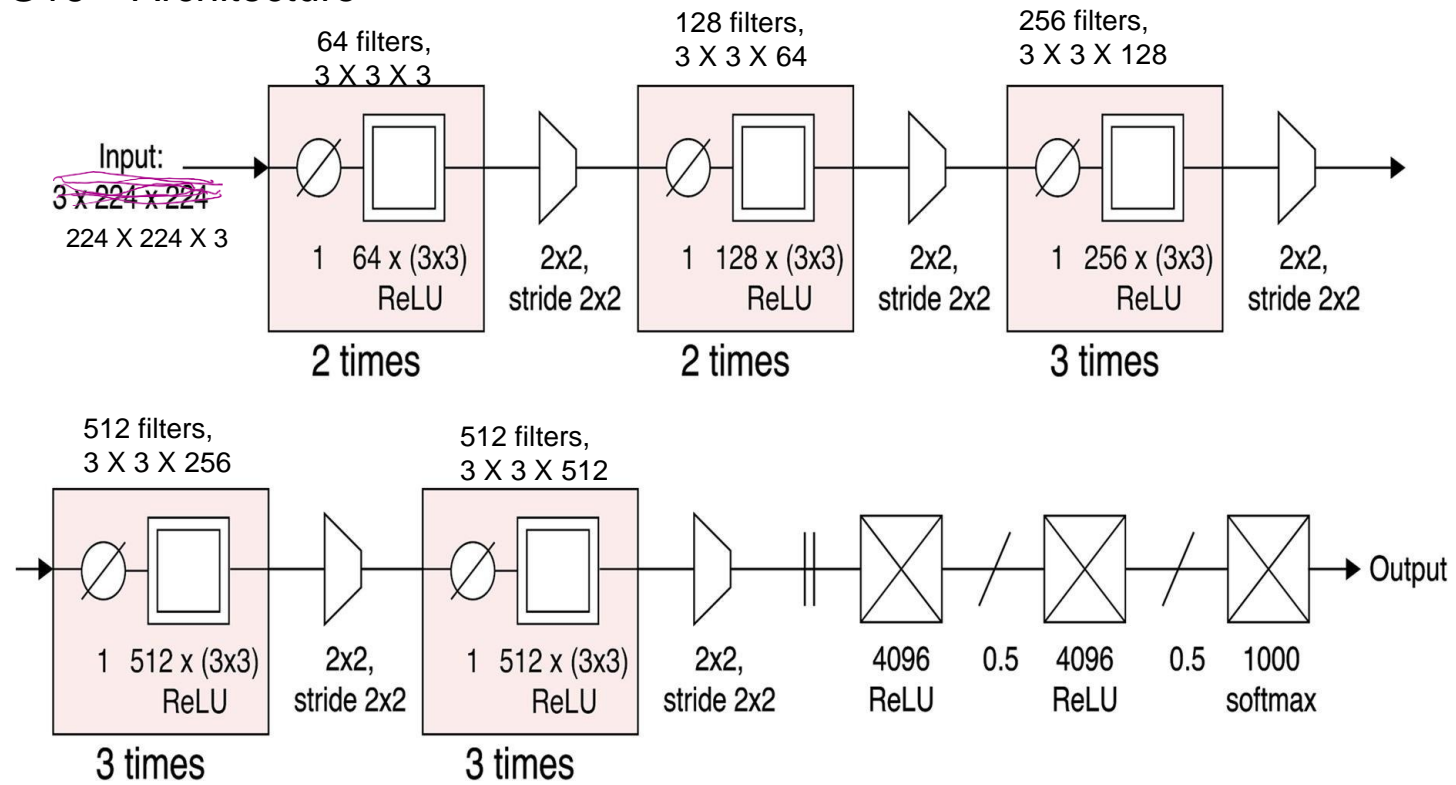 Architecture
64 filters,
3 X 3 X 3
128 filters,
3 X 3 X 64
256 filters,
3 X 3 X 128
Input:
3 x 224 x 224
224 X 224 X 3
1 64 x (3x3)
ReLU
2x2,
stride 2x2
1 128 x (3x3)
ReLU
2x2,
stride 2x2
1 256 x (3x3)
ReLU
2x2,
stride 2x2
2 times
2 times
3 times
512 filters,
3 X 3 X 256
512 filters,
3 X 3 X 512
1 512 x (3x3)
ReLU
2x2,
stride 2x2
1 512 x (3x3)
ReLU
2x2,
stride 2x2
4096
ReLU
0.5
4096
ReLU
0.5
1000
softmax
Output
3 times
3 times